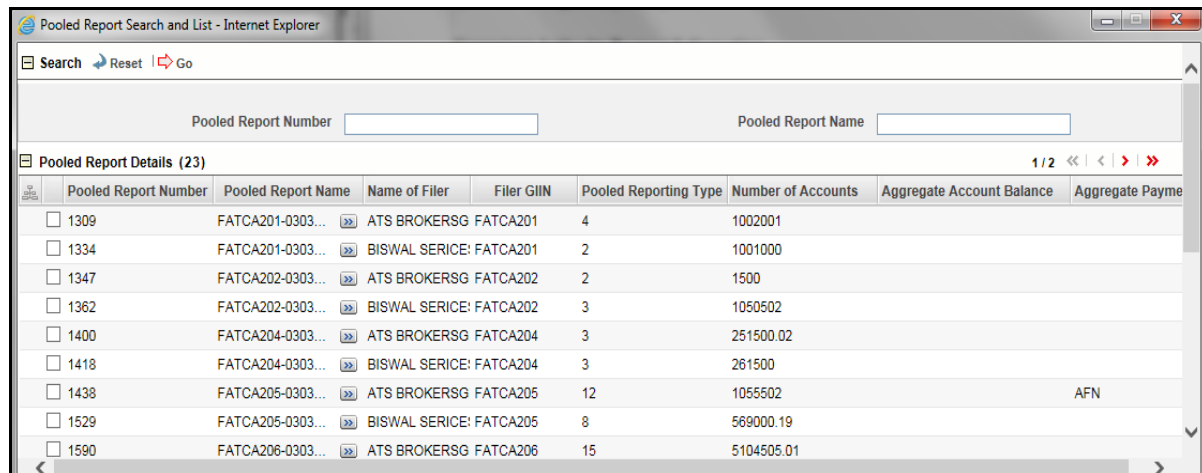 Pooled Report Search and List - Internet Explorer
Search Reset Go
Pooled Report Number Pooled Report Name
Pooled Report Details (23) 1 / 2
Pooled Report Number Pooled Report Name Name of Filer Filer GIIN Pooled Reporting Type Number of Accounts Aggregate Account Balance Aggregate Payme
1309 FATCA201-0303... ATS BROKERSG FATCA201 4 1002001
1334 FATCA201-0303... BISWAL SERICE FATCA201 2 1001000
1347 FATCA202-0303... ATS BROKERSG FATCA202 2 1500
1362 FATCA202-0303... BISWAL SERICE FATCA202 3 1050502
1400 FATCA204-0303... ATS BROKERSG FATCA204 3 251500.02
1418 FATCA204-0303... BISWAL SERICE FATCA204 3 261500
1438 FATCA205-0303... ATS BROKERSG FATCA205 12 1055502 AFN
1529 FATCA205-0303... BISWAL SERICE FATCA205 8 569000.19
1590 FATCA206-0303... ATS BROKERSG FATCA206 15 5104505.01